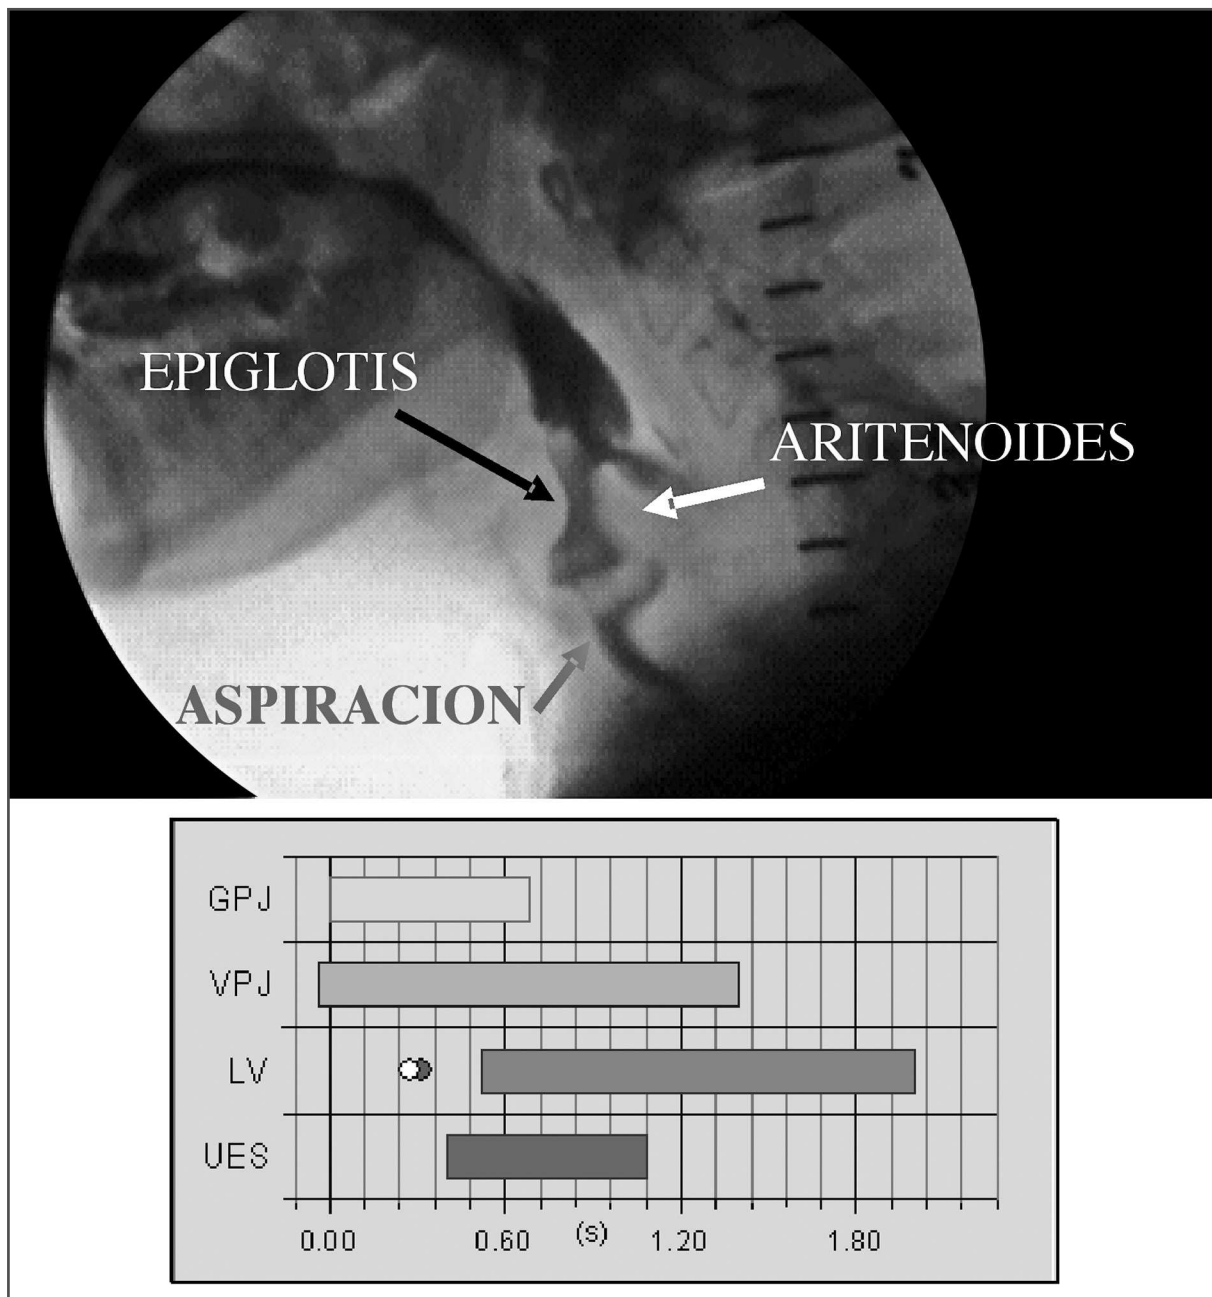 EPIGLOTIS
ARITENOIDES
ASPIRACION
GPJ
VPJ
LV
UES
0.00 0.60 (s) 1.20 1.80